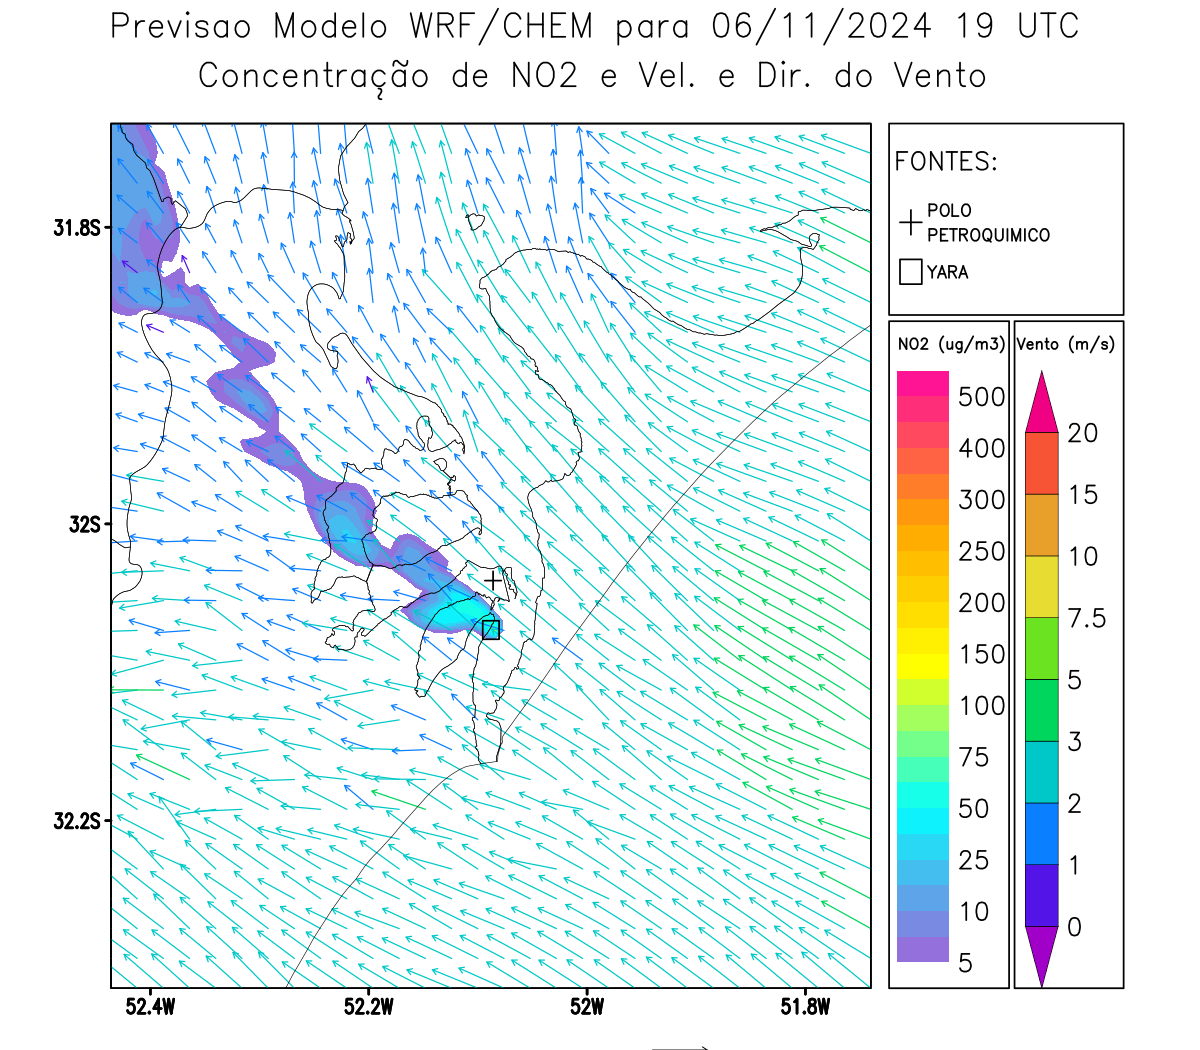 Previsao Modelo WRF/CHEM para 06/11/2024 19 UTC
Concentração de NO2 e Vel. e Dir. do Vento
FONTES:
POLO
PETROQUIMICO
YARA
NO2 (ug/m3)
500
400
300
250
200
150
100
75
50
25
10
5
Vento (m/s)
20
15
10
7.5
5
3
2
1
0
31.8S
32S
32.2S
52.4W
52.2W
52W
51.8W